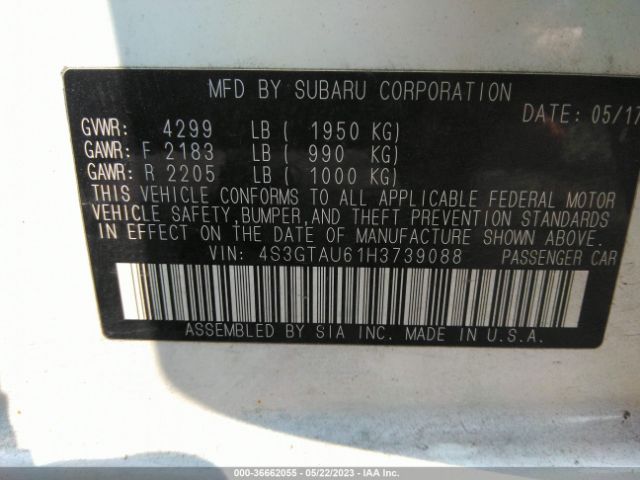 MFD BY SUBARU CORPORATION
DATE: 05/17
GVWR: 4299 LB ( 1950 KG)
GAWR: F 2183 LB ( 990 KG)
GAWR: R 2205 LB ( 1000 KG)
THIS VEHICLE CONFORMS TO ALL APPLICABLE FEDERAL MOTOR
VEHICLE SAFETY, BUMPER, AND THEFT PREVENTION STANDARDS
IN EFFECT ON THE DATE OF MANUFACTURE SHOWN ABOVE.
VIN: 4S3GTAU61H3739088 PASSENGER CAR
ASSEMBLED BY SIA INC. MADE IN U.S.A.
000-36662055 - 05/22/2023 - IAA Inc.